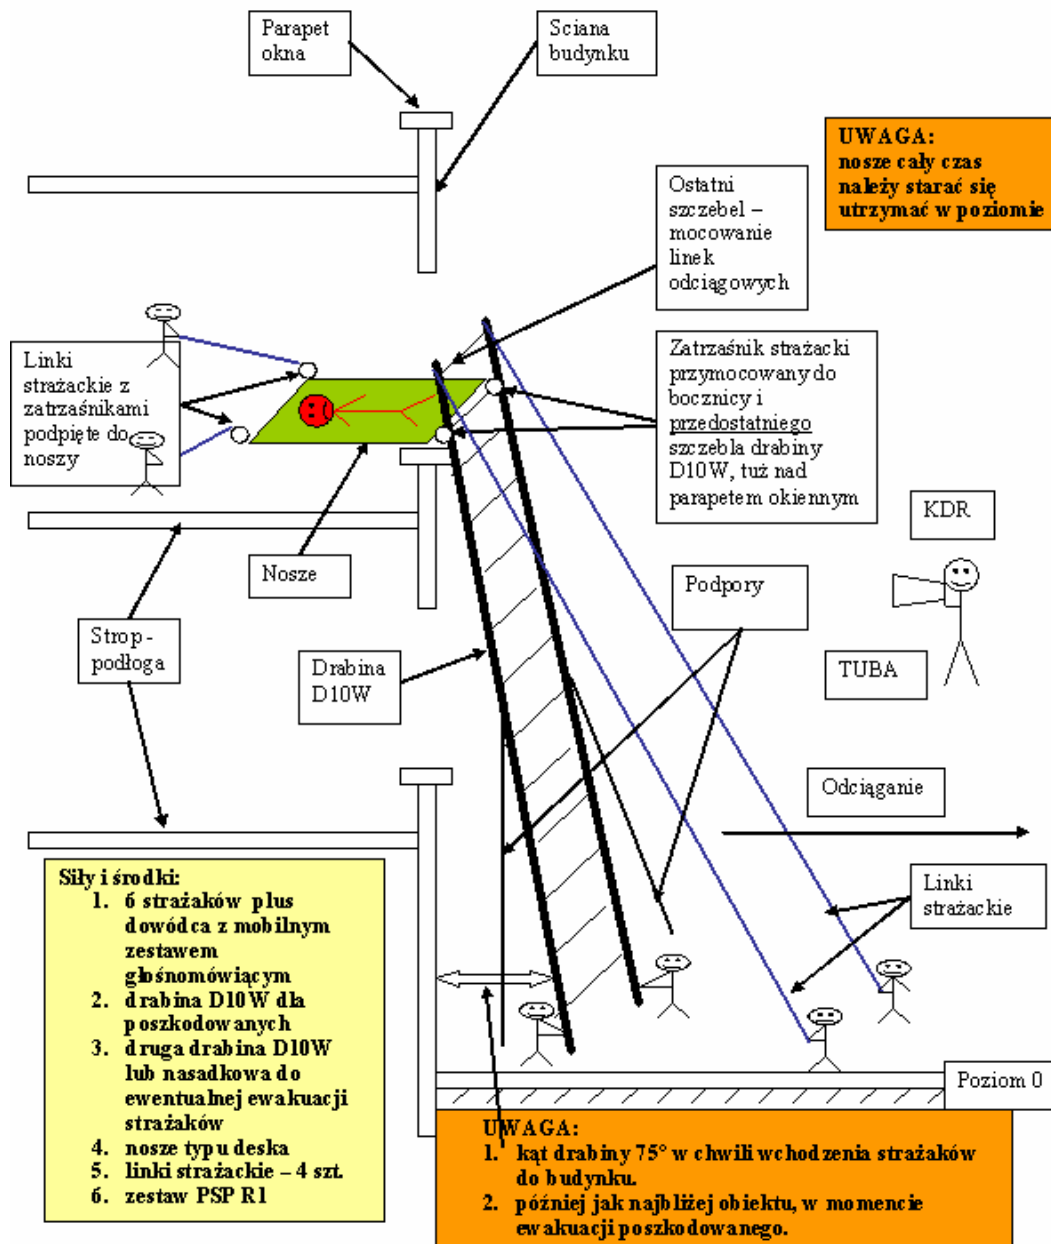 Parapet
okna
Sciana
budynku
UWAGA:
nosze cały czas
należy starać się
utrzymać w poziomie
Ostatni
szczebel –
mocowanie
linek
odciągowych
Linki
strażackie z
zatrzaśnikami
podpięte do
noszy
Zatrzaśnik strażacki
przymocowany do
bocznicy i
przedostatniego
szczebla drabiny
D10W, tuż nad
parapetem okiennym
KDR
Nosze
Podpory
Strop -
podłoga
Drabina
D10W
TUBA
Odciąganie
Siły i środki:
1. 6 strażaków plus
dowódca z mobilnym
zestawem
głośnomówiącym
2. drabina D10W dla
poszkodowanych
3. druga drabina D10W
lub nasadkowa do
ewentualnej ewakuacji
strażaków
4. nosze typu deska
5. linki strażackie – 4 szt.
6. zestaw PSP R1
Linki
strażackie
Poziom 0
UWAGA:
1. kąt drabiny 75° w chwili wchodzenia strażaków
do budynku.
2. później jak najbliżej obiektu, w momencie
ewakuacji poszkodowanego.